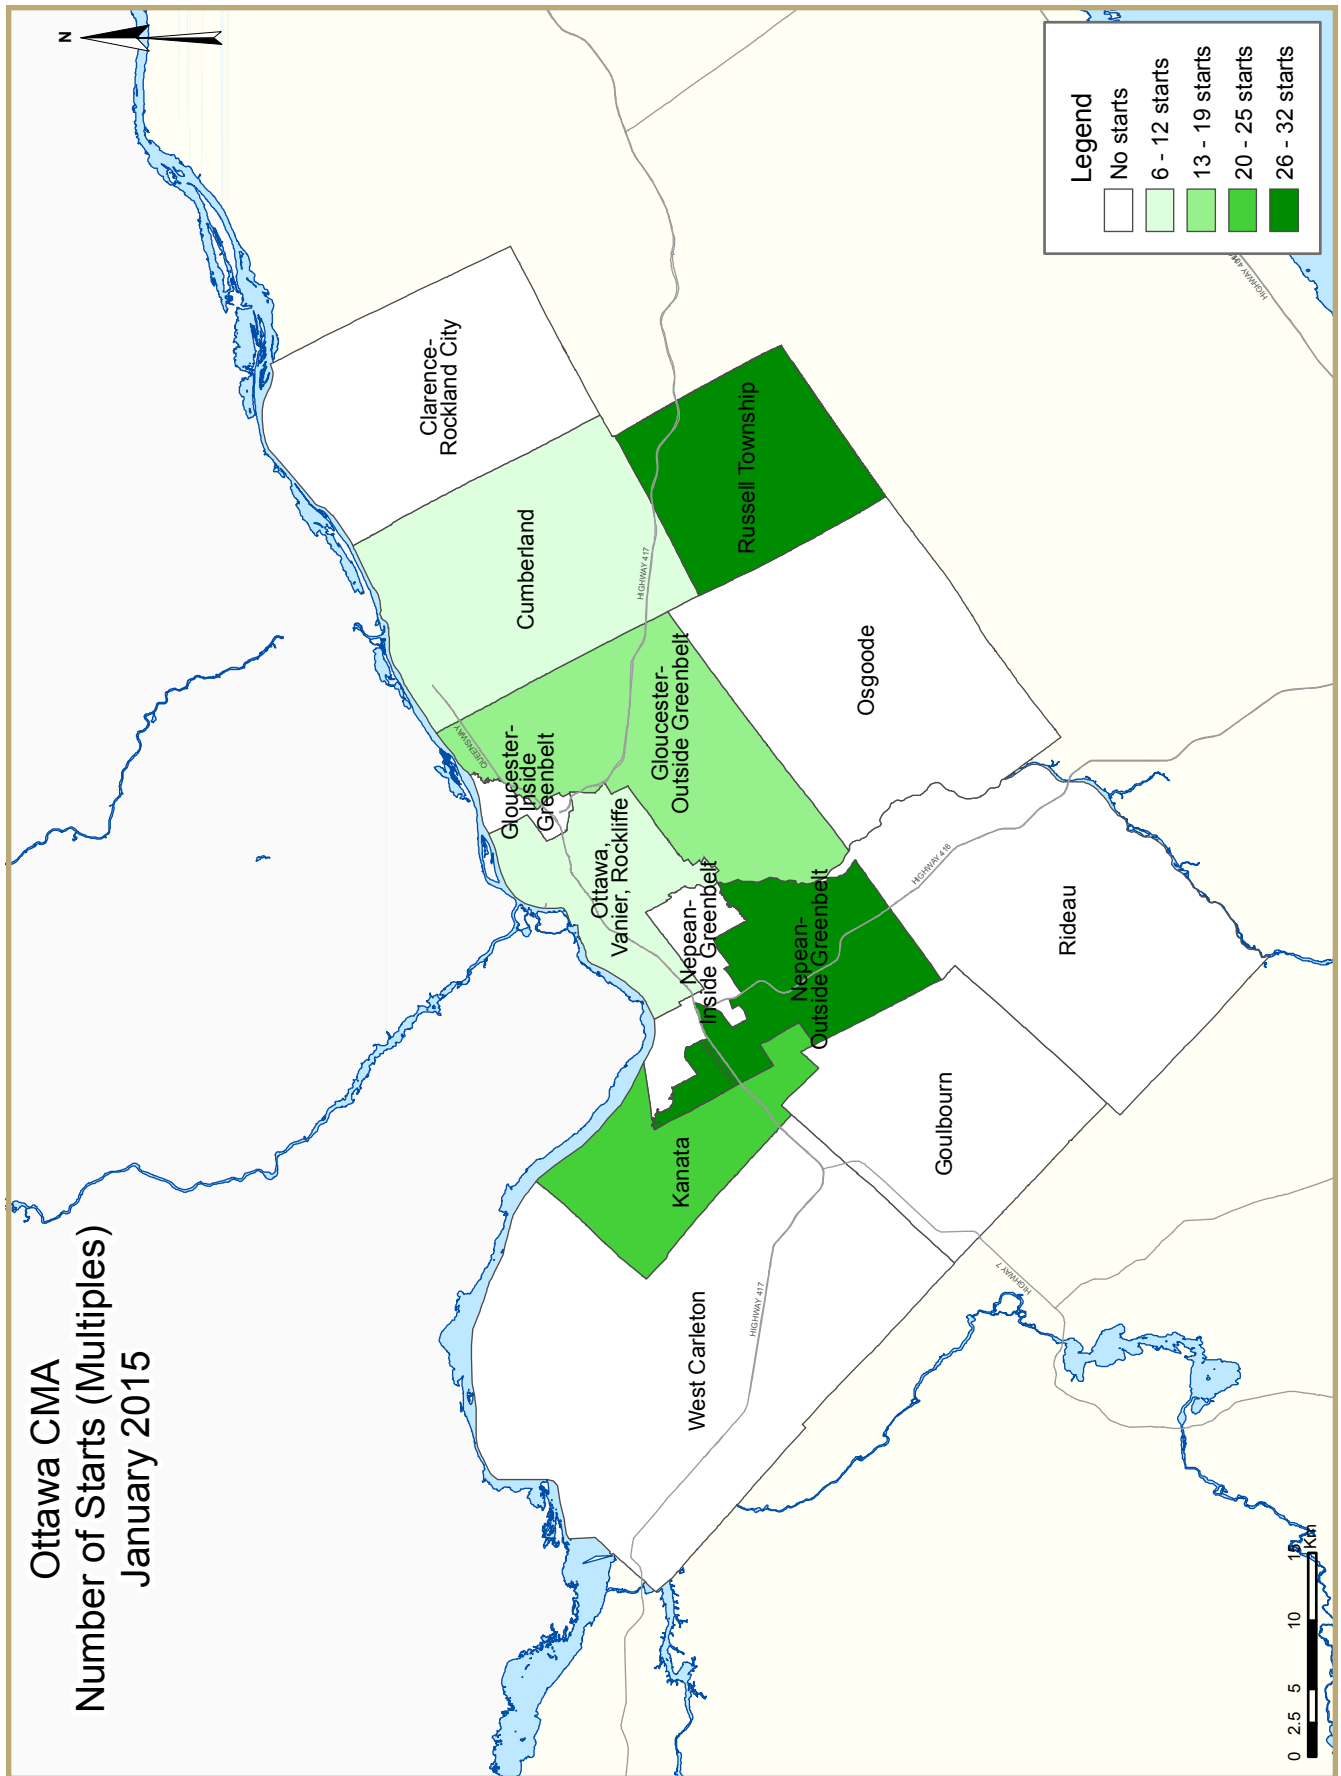 Ottawa CMA
Number of Starts (Multiples)
January 2015
N
Legend
No starts
6 - 12 starts
13 - 19 starts
20 - 25 starts
26 - 32 starts
Clarence-
Rockland City
Cumberland
Russell Township
HIGHWAY 417
QUEENSWAY
Gloucester-
Inside
Greenbelt
Gloucester-
Outside Greenbelt
Osgoode
Ottawa,
Vanier, Rockliffe
Nepean-
Inside Greenbelt
Nepean-
Outside Greenbelt
HIGHWAY 416
Rideau
Kanata
Goulbourn
West Carleton
HIGHWAY 417
HIGHWAY 7
0 2.5 5 10 15
Km